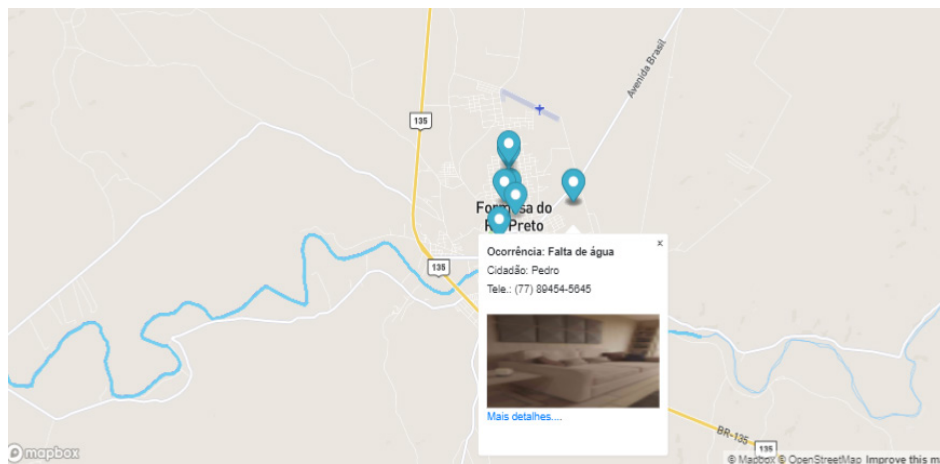 Avenida Brasil
135
Formosa do
Rio Preto
x
Ocorrência: Falta de água
Cidadão: Pedro
Tele.: (77) 89454-5645
Mais detalhes....
135
BR-135
135
mapbox
© Mapbox © OpenStreetMap Improve this m